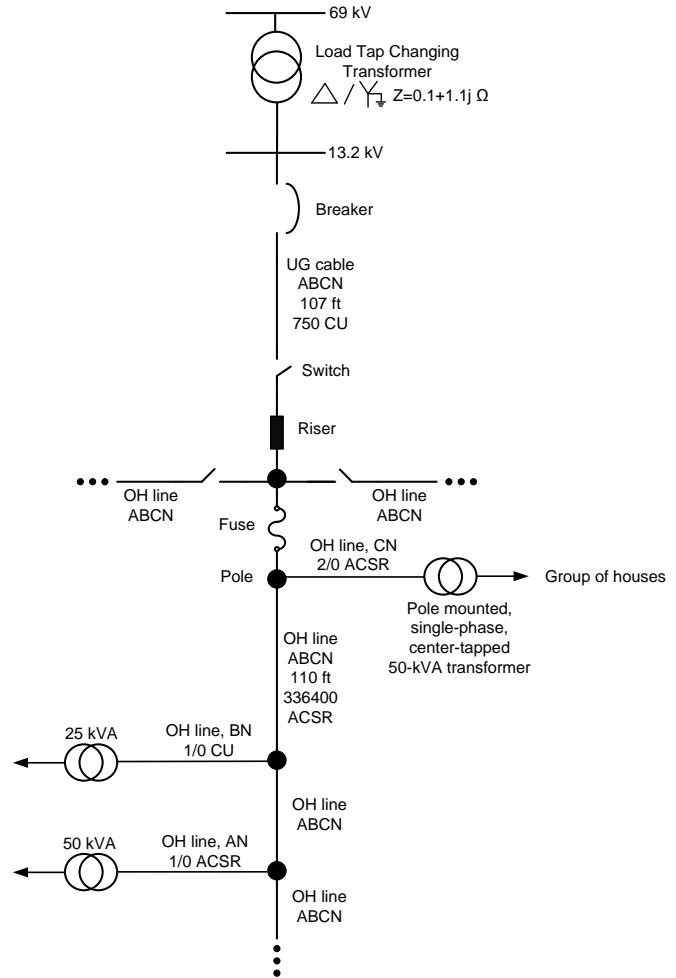 69 kV
Load Tap Changing
Transformer
Z=0.1+1.1j Ω
13.2 kV
Breaker
UG cable
ABCN
107 ft
750 CU
Switch
Riser
OH line
ABCN
OH line
ABCN
Fuse
OH line, CN
2/0 ACSR
Pole
Group of houses
Pole mounted,
single-phase,
center-tapped
50-kVA transformer
OH line
ABCN
110 ft
336400
ACSR
25 kVA
OH line, BN
1/0 CU
OH line
ABCN
50 kVA
OH line, AN
1/0 ACSR
OH line
ABCN